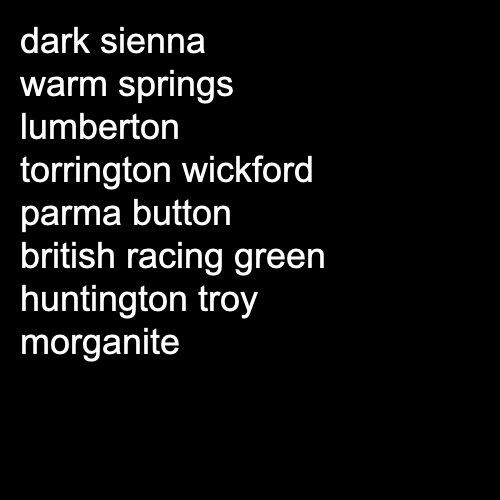 dark sienna
warm springs
lumberton
torrington wickford
parma button
british racing green
huntington troy
morganite